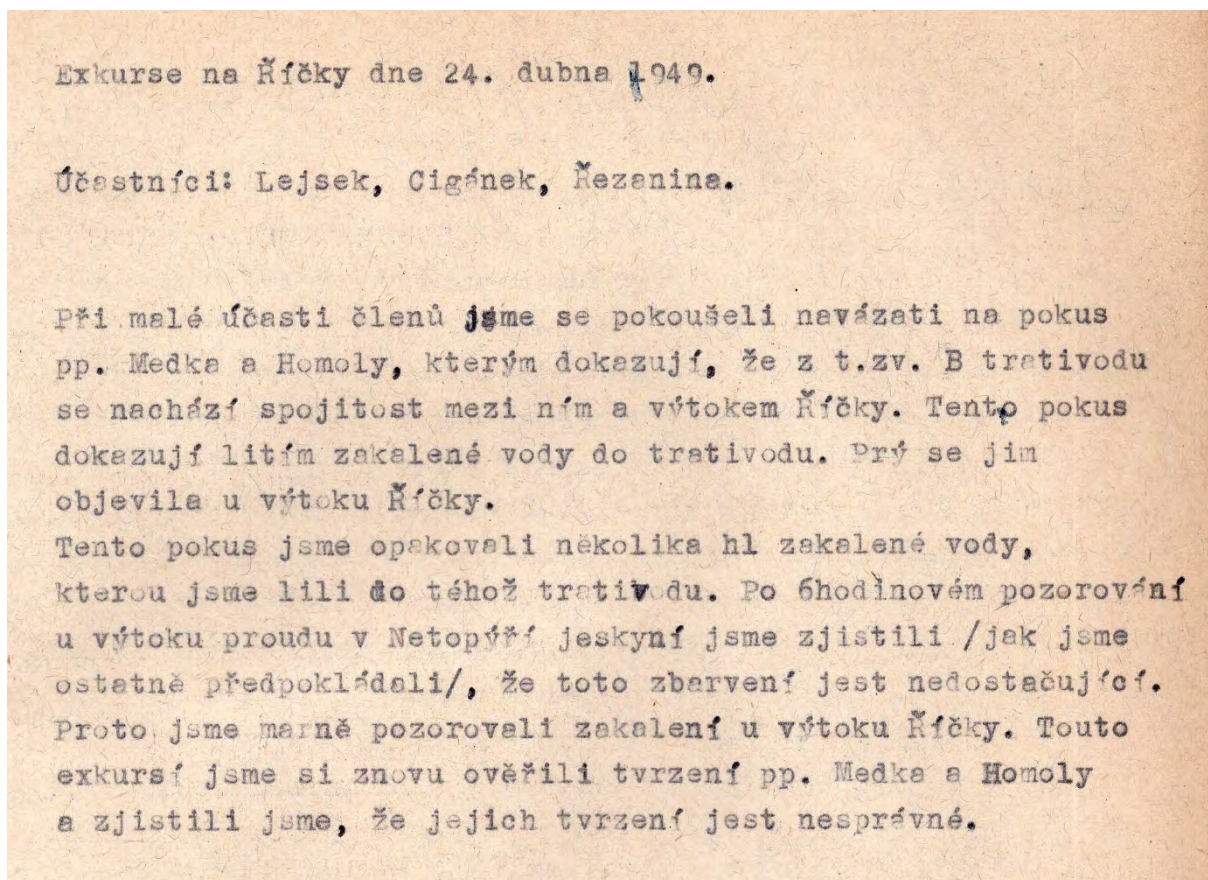 Exkurse na Říčky dne 24. dubna 1949.
Účastníci: Lejsek, Cigánek, Řezanina.
Při malé účasti členů jsme se pokoušeli navázati na pokus
pp. Medka a Homoly, kterým dokazují, že z t.zv. B trativodu
se nachází spojitost mezi ním a výtokem Říčky. Tento pokus
dokazují litím zakalené vody do trativodu. Prý se jim
objevila u výtoku Říčky.
Tento pokus jsme opakovali několika hl zakalené vody,
kterou jsme lili do téhož trativodu. Po 6hodinovém pozorování
u výtoku proudu v Netopýří jeskyní jsme zjistili /jak jsme
ostatně předpokládali/, že toto zbarvení jest nedostačující.
Proto jsme marně pozorovali zakalení u výtoku Říčky. Touto
exkursí jsme si znovu ověřili tvrzení pp. Medka a Homoly
a zjistili jsme, že jejich tvrzení jest nesprávné.